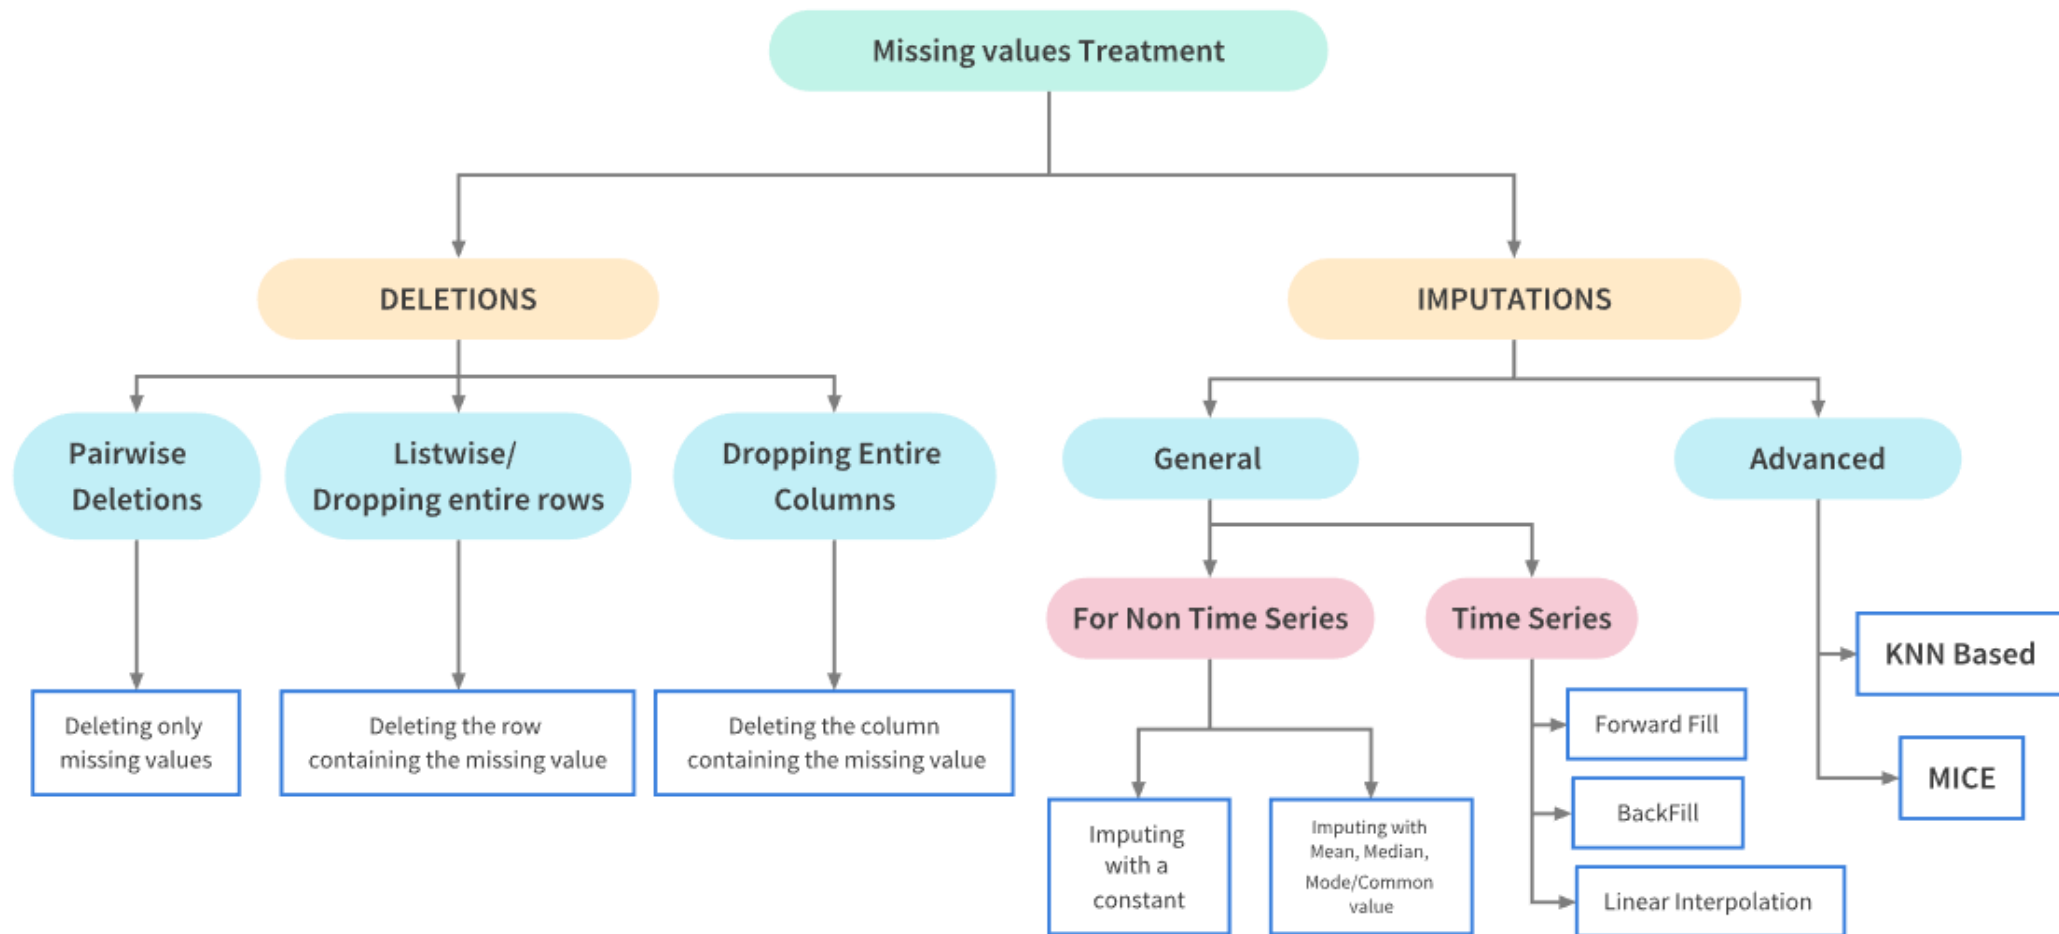 Missing values Treatment
DELETIONS
IMPUTATIONS
Pairwise
Deletions
Listwise/
Dropping entire rows
Dropping Entire
Columns
General
Advanced
For Non Time Series
Time Series
KNN Based
MICE
Deleting only
missing values
Deleting the row
containing the missing value
Deleting the column
containing the missing value
Forward Fill
BackFill
Linear Interpolation
Imputing
with a
constant
Imputing with
Mean, Median,
Mode/Common
value